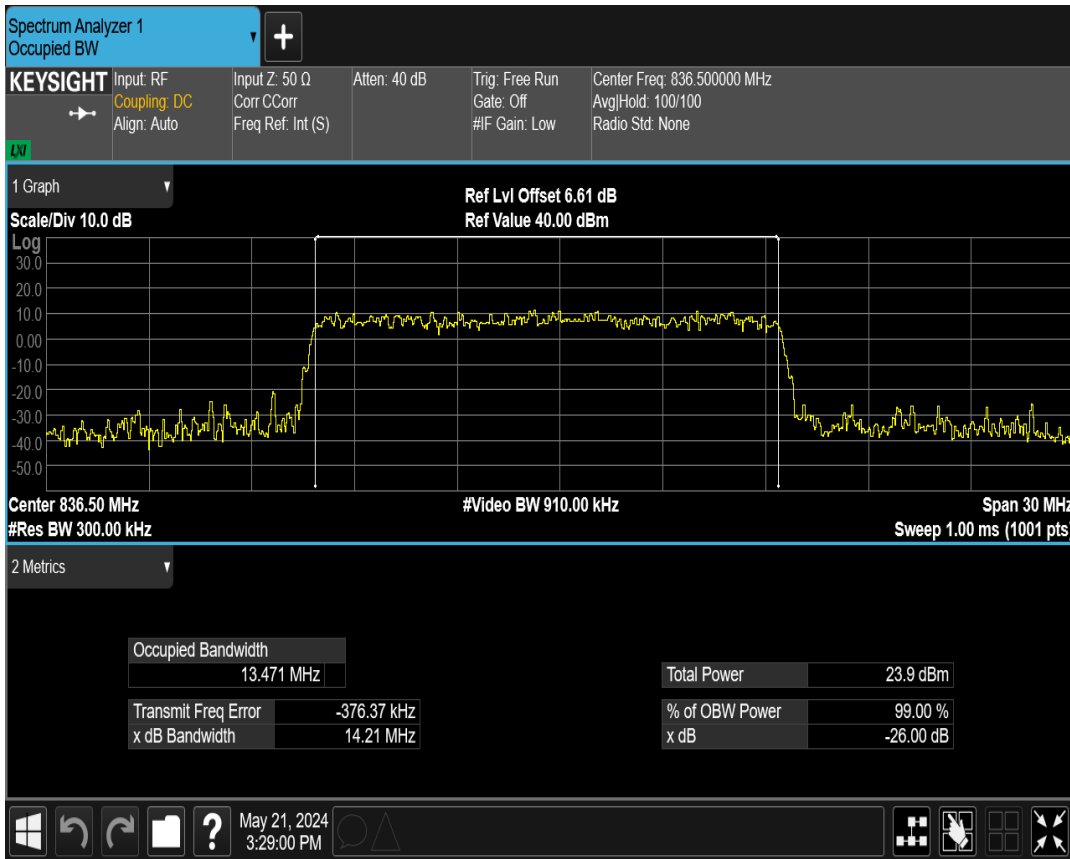 Spectrum Analyzer 1
Occupied BW
+
KEYSIGHT
LXI
Input: RF
Coupling: DC
Align: Auto
Input Z: 50 Ω
Corr CCorr
Freq Ref: Int (S)
Atten: 40 dB
Trig: Free Run
Gate: Off
#IF Gain: Low
Center Freq: 836.500000 MHz
Avg|Hold: 100/100
Radio Std: None
1 Graph
Scale/Div 10.0 dB
Ref Lvl Offset 6.61 dB
Ref Value 40.00 dBm
Log
30.0
20.0
10.0
0.00
-10.0
-20.0
-30.0
-40.0
-50.0
Center 836.50 MHz
#Video BW 910.00 kHz
Span 30 MHz
#Res BW 300.00 kHz
Sweep 1.00 ms (1001 pts)
2 Metrics
Occupied Bandwidth
13.471 MHz
Total Power 23.9 dBm
Transmit Freq Error -376.37 kHz
% of OBW Power 99.00 %
x dB Bandwidth 14.21 MHz
x dB -26.00 dB
?
May 21, 2024
3:29:00 PM